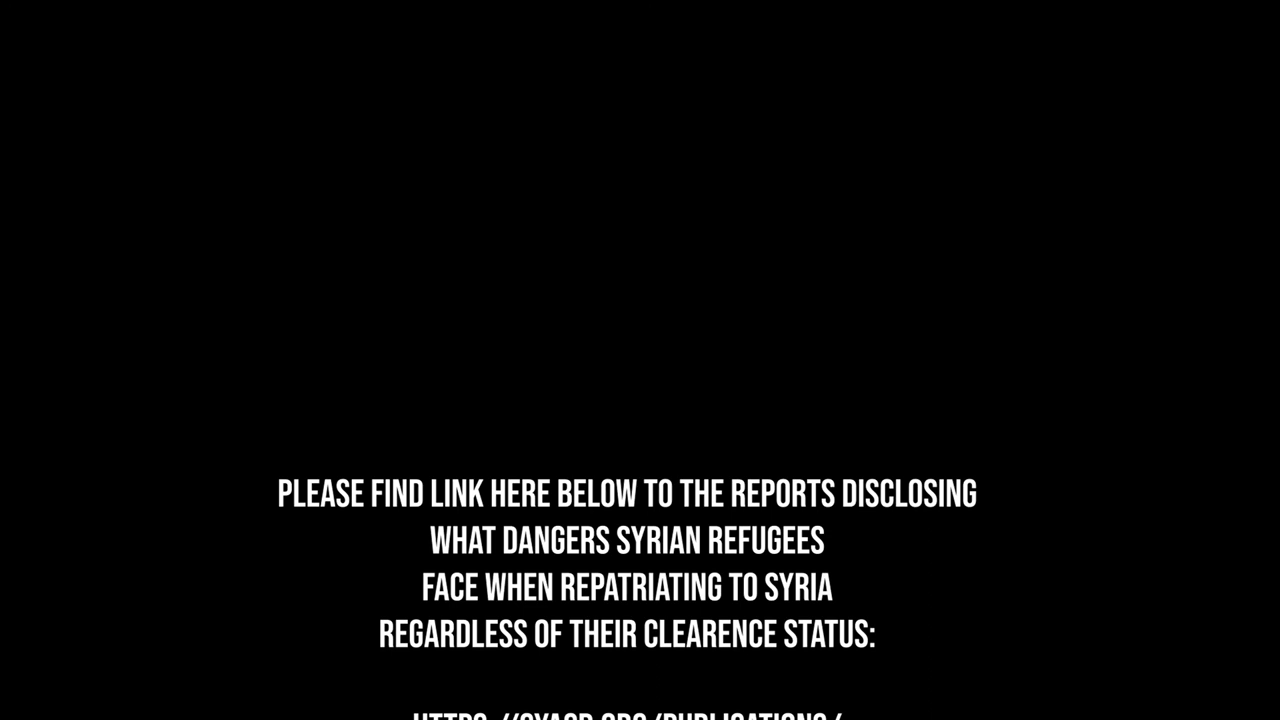 PLEASE FIND LINK HERE BELOW TO THE REPORTS DISCLOSING
WHAT DANGERS SYRIAN REFUGEES
FACE WHEN REPATRIATING TO SYRIA
REGARDLESS OF THEIR CLEARENCE STATUS: